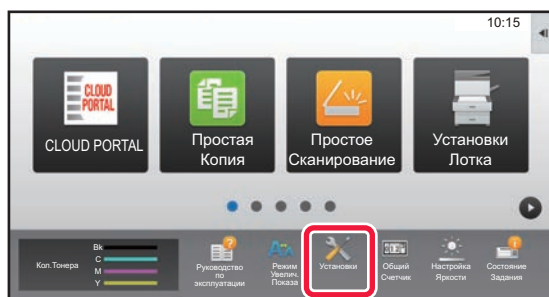 10:15
CLOUD
PORTAL
CLOUD PORTAL
Простая
Копия
Простое
Сканирование
Установки
Лотка
Кол.Тонера
Bk
C
M
Y
Руководство
по
эксплуатации
Режим
Увелич.
Показа
Установки
Общий
Счетчик
Настройка
Яркости
Состояние
Задания